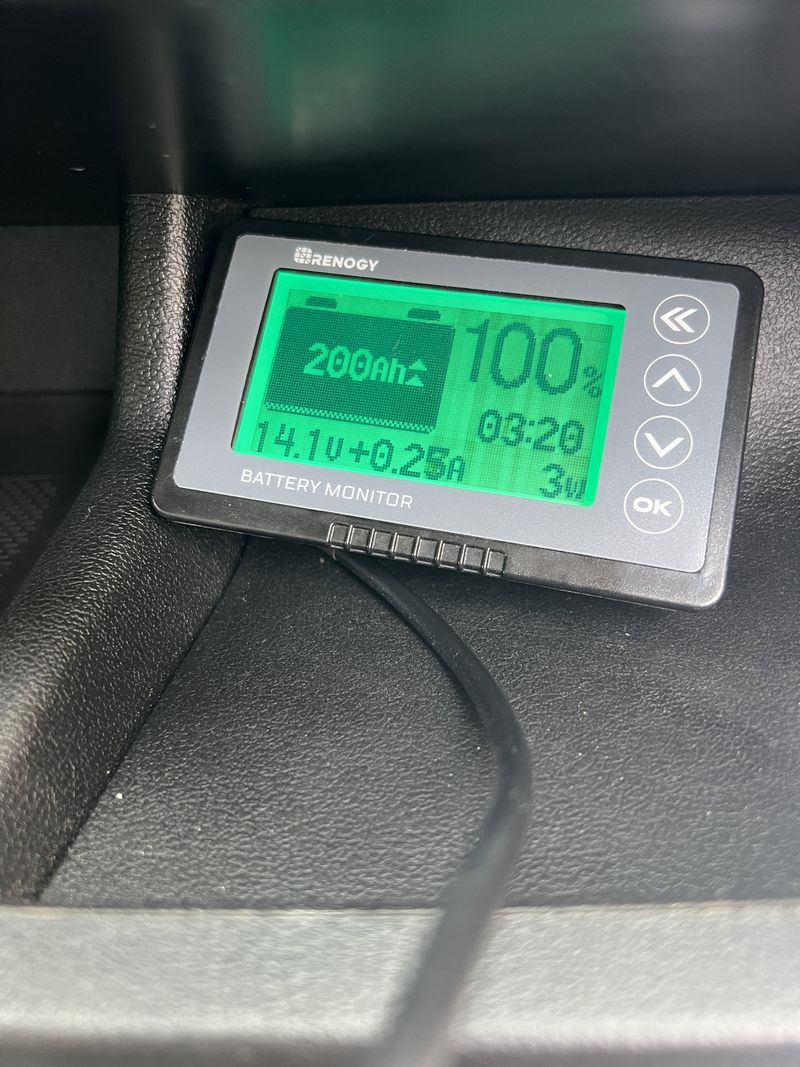 RENOGY
200Ah
100%
03:20
14.1V +0.25A
3W
BATTERY MONITOR
OK